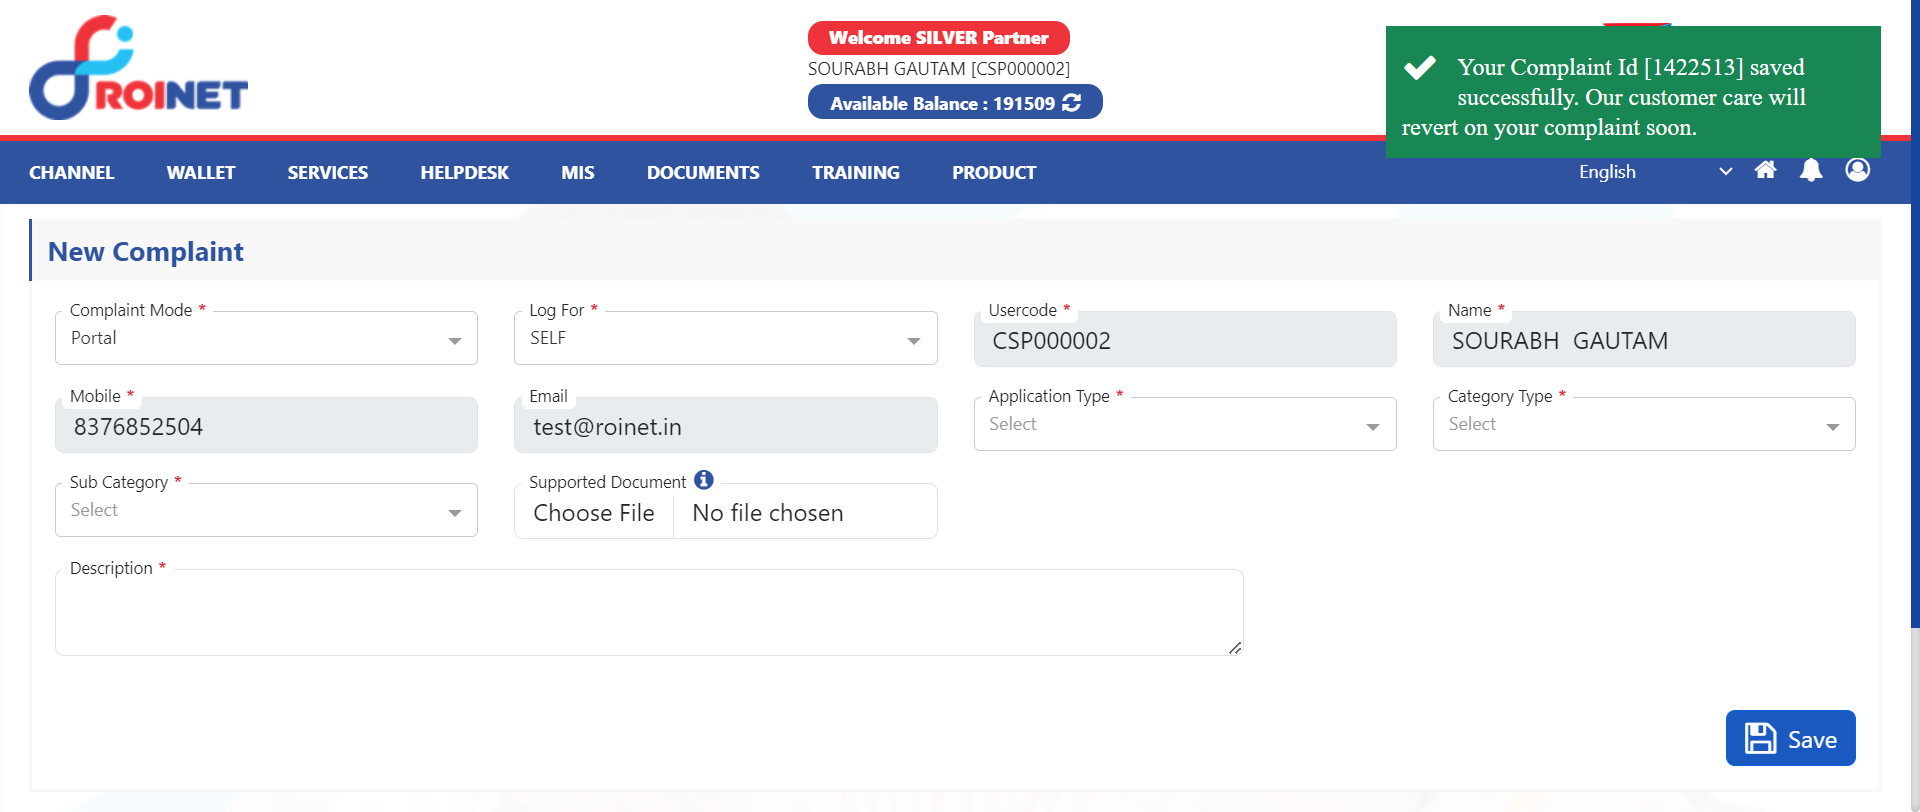 ROINET
Welcome SILVER Partner
SOURABH GAUTAM [CSP000002]
Available Balance : 191509
Your Complaint Id [1422513] saved
successfully. Our customer care will
revert on your complaint soon.
CHANNEL WALLET SERVICES HELPDESK MIS DOCUMENTS TRAINING PRODUCT English
New Complaint
Complaint Mode * Log For * Usercode * Name *
Portal SELF CSP000002 SOURABH GAUTAM
Mobile * Email Application Type * Category Type *
8376852504 test@roinet.in Select Select
Sub Category * Supported Document
Select Choose File No file chosen
Description *
Save